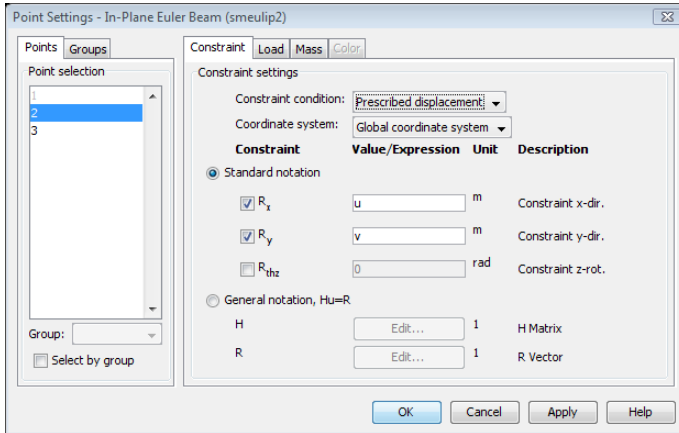 Point Settings - In-Plane Euler Beam (smeulip2)
Points Groups
Point selection
1
2
3
Group:
Select by group
Constraint Load Mass Color
Constraint settings
Constraint condition: Prescribed displacement
Coordinate system: Global coordinate system
Constraint Value/Expression Unit Description
Standard notation
Rx u m Constraint x-dir.
Ry v m Constraint y-dir.
Rthz 0 rad Constraint z-rot.
General notation, Hu=R
H Edit... 1 H Matrix
R Edit... 1 R Vector
OK Cancel Apply Help